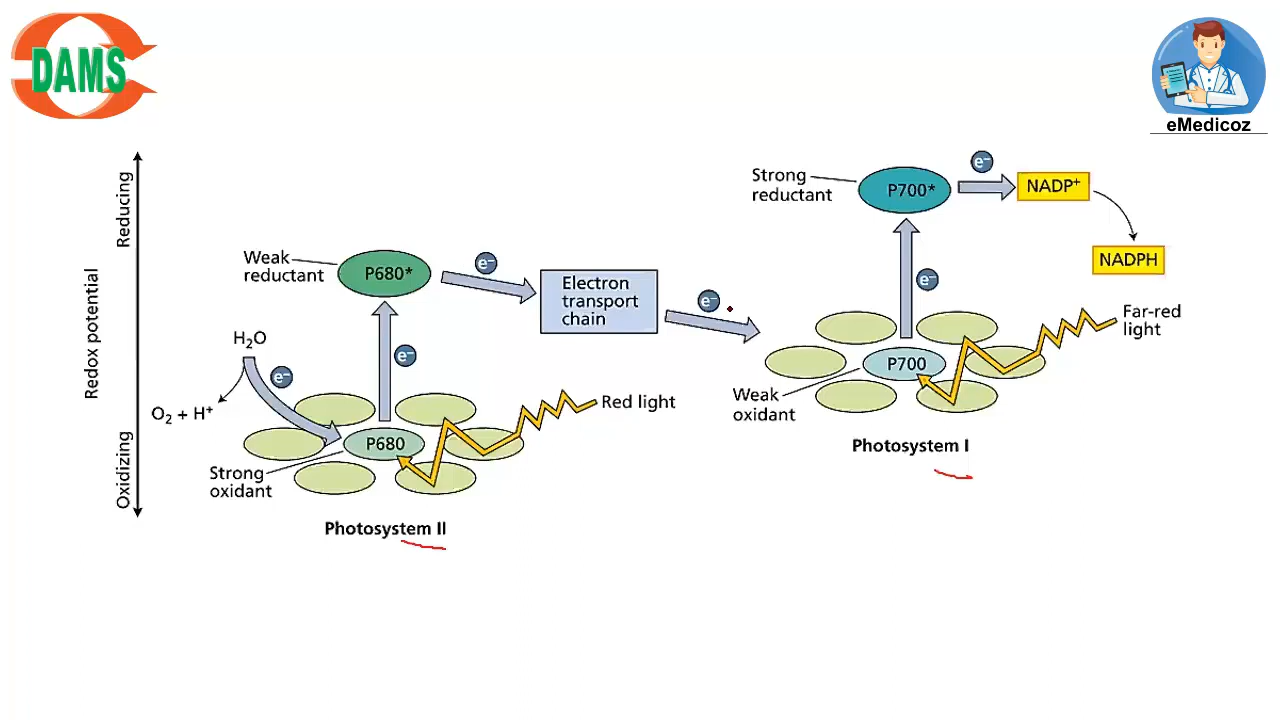 DAMS
eMedicoz
Redox potential
Reducing
Oxidizing
Weak
reductant
P680*
e⁻
Electron
transport
chain
e⁻
Strong
reductant
P700*
e⁻
NADP⁺
NADPH
H₂O
e⁻
O₂ + H⁺
e⁻
P680
Strong
oxidant
Red light
Photosystem II
e⁻
P700
Weak
oxidant
Far-red
light
Photosystem I